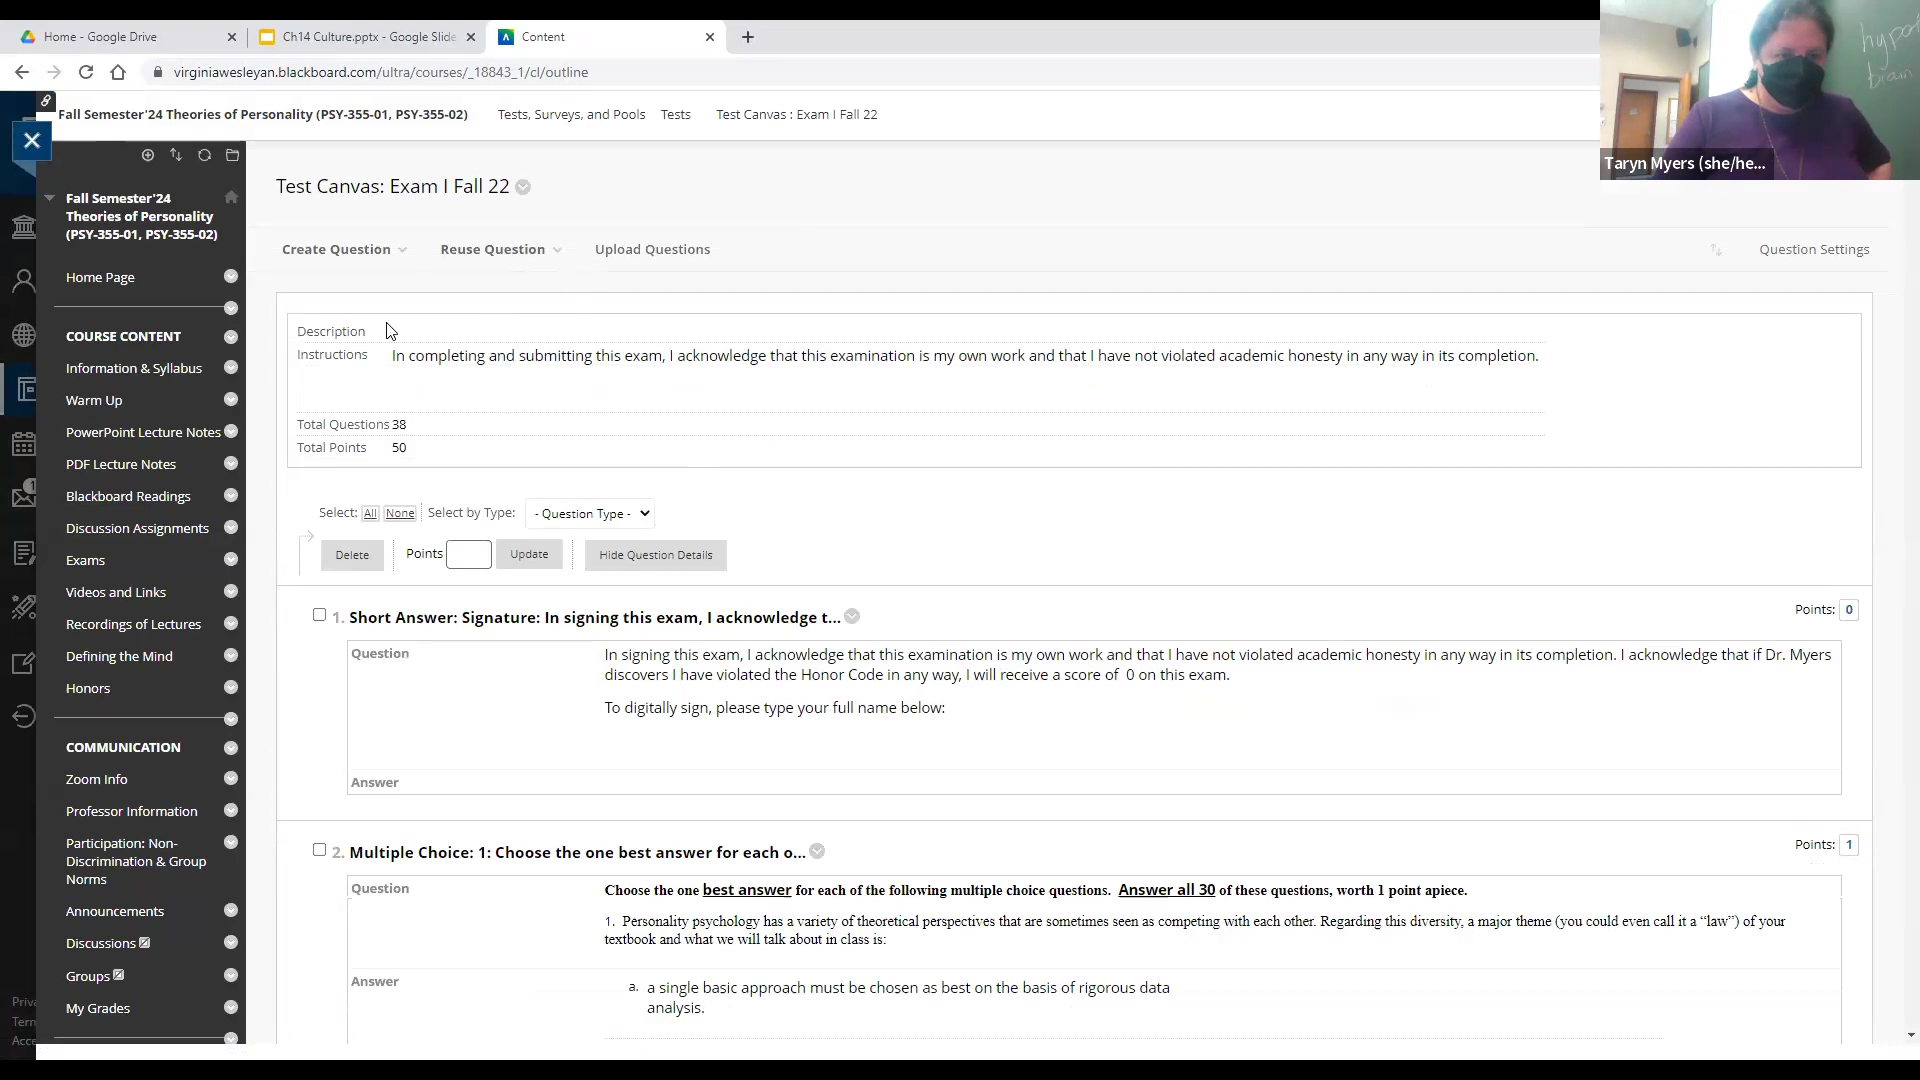 Home - Google Drive
Ch14 Culture.pptx - Google Slide
Content
virginiawesleyan.blackboard.com/ultra/courses/_18843_1/cl/outline
hypot
brain
Taryn Myers (she/he...
Fall Semester'24 Theories of Personality (PSY-355-01, PSY-355-02)
Tests, Surveys, and Pools
Tests
Test Canvas : Exam I Fall 22
Fall Semester'24
Theories of Personality
(PSY-355-01, PSY-355-02)
Home Page
COURSE CONTENT
Information & Syllabus
Warm Up
PowerPoint Lecture Notes
PDF Lecture Notes
Blackboard Readings
Discussion Assignments
Exams
Videos and Links
Recordings of Lectures
Defining the Mind
Honors
COMMUNICATION
Zoom Info
Professor Information
Participation: Non-
Discrimination & Group
Norms
Announcements
Discussions
Groups
My Grades
1
Priva
Term
Acce
Test Canvas: Exam I Fall 22
Create Question
Reuse Question
Upload Questions
Question Settings
Description
Instructions In completing and submitting this exam, I acknowledge that this examination is my own work and that I have not violated academic honesty in any way in its completion.
Total Questions 38
Total Points 50
Select: All None Select by Type: - Question Type -
Delete Points Update Hide Question Details
1. Short Answer: Signature: In signing this exam, I acknowledge t...
Points: 0
Question
In signing this exam, I acknowledge that this examination is my own work and that I have not violated academic honesty in any way in its completion. I acknowledge that if Dr. Myers
discovers I have violated the Honor Code in any way, I will receive a score of 0 on this exam.
To digitally sign, please type your full name below:
Answer
2. Multiple Choice: 1: Choose the one best answer for each o...
Points: 1
Question
Choose the one best answer for each of the following multiple choice questions. Answer all 30 of these questions, worth 1 point apiece.
1. Personality psychology has a variety of theoretical perspectives that are sometimes seen as competing with each other. Regarding this diversity, a major theme (you could even call it a “law”) of your
textbook and what we will talk about in class is:
Answer
a. a single basic approach must be chosen as best on the basis of rigorous data
analysis.